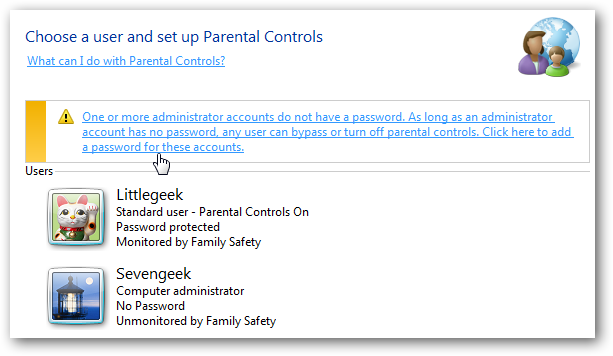 Choose a user and set up Parental Controls
What can I do with Parental Controls?
One or more administrator accounts do not have a password. As long as an administrator
account has no password, any user can bypass or turn off parental controls. Click here to add
a password for these accounts.
Users
Littlegeek
Standard user - Parental Controls On
Password protected
Monitored by Family Safety
Sevengeek
Computer administrator
No Password
Unmonitored by Family Safety